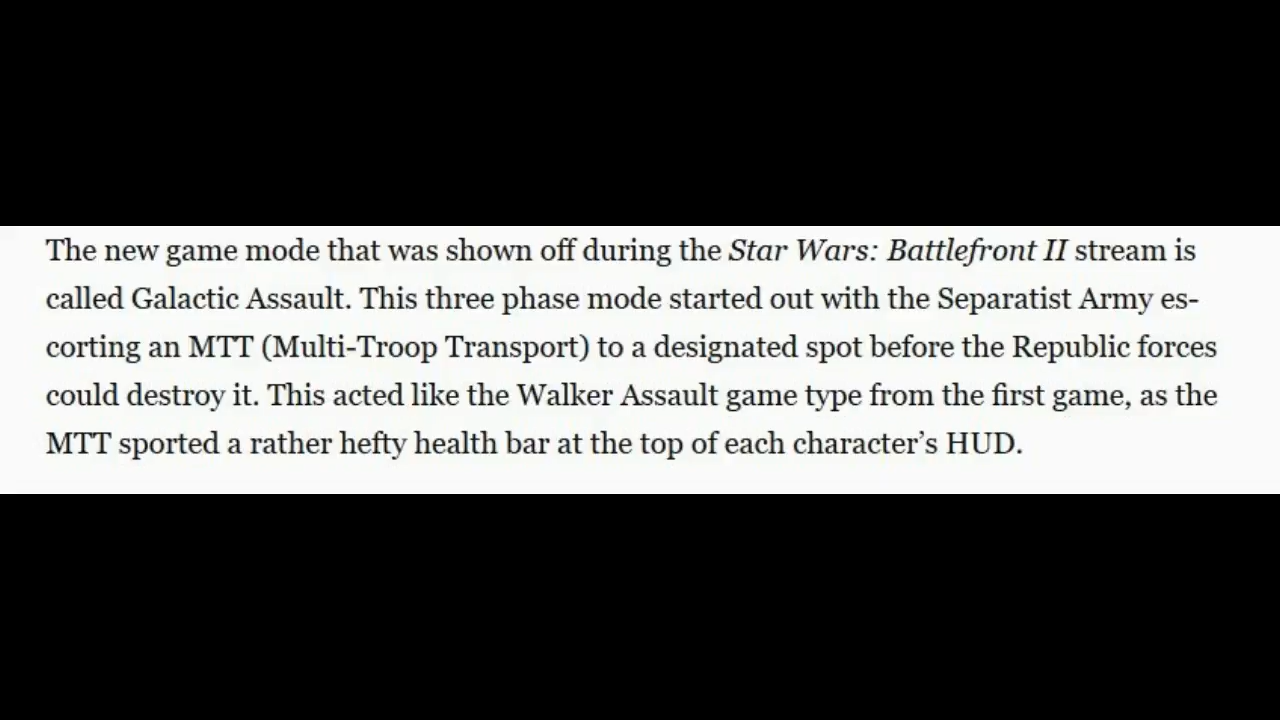 The new game mode that was shown off during the Star Wars: Battlefront II stream is
called Galactic Assault. This three phase mode started out with the Separatist Army es-
corting an MTT (Multi-Troop Transport) to a designated spot before the Republic forces
could destroy it. This acted like the Walker Assault game type from the first game, as the
MTT sported a rather hefty health bar at the top of each character’s HUD.